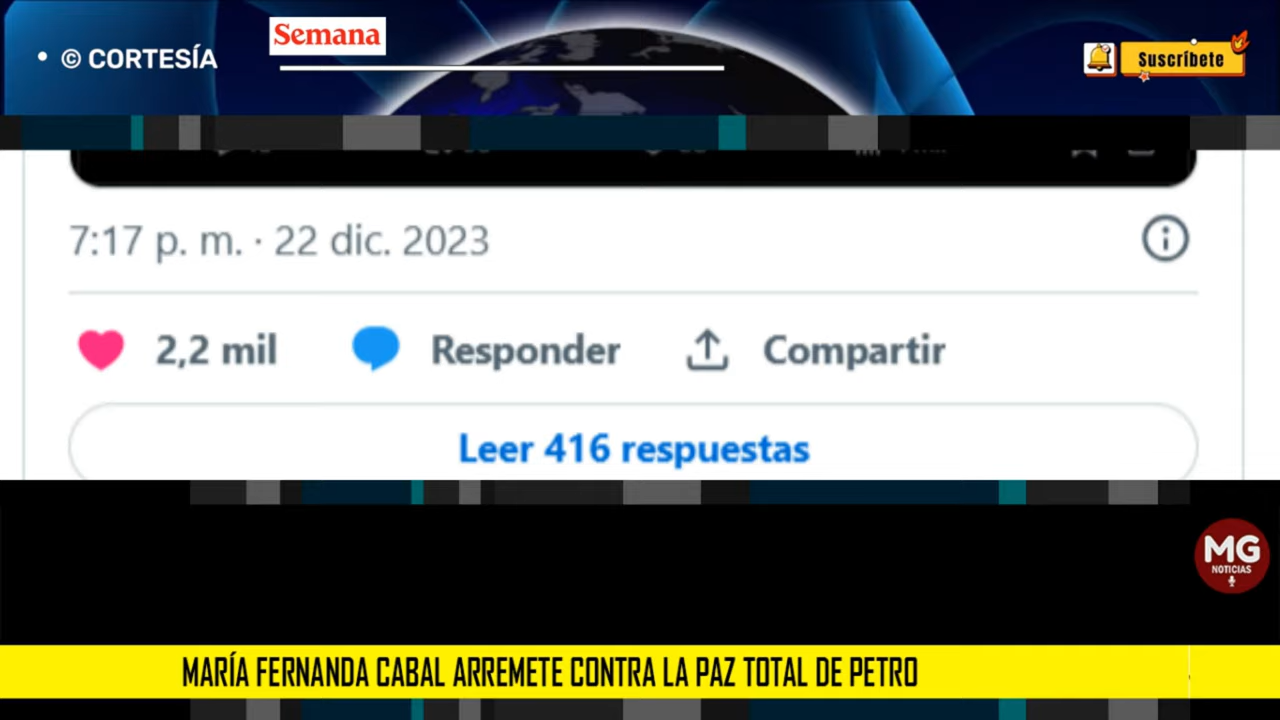 • © CORTESÍA
Semana
Suscríbete
7:17 p. m. · 22 dic. 2023
2,2 mil
Responder
Compartir
Leer 416 respuestas
MG
NOTICIAS
MARÍA FERNANDA CABAL ARREMETE CONTRA LA PAZ TOTAL DE PETRO